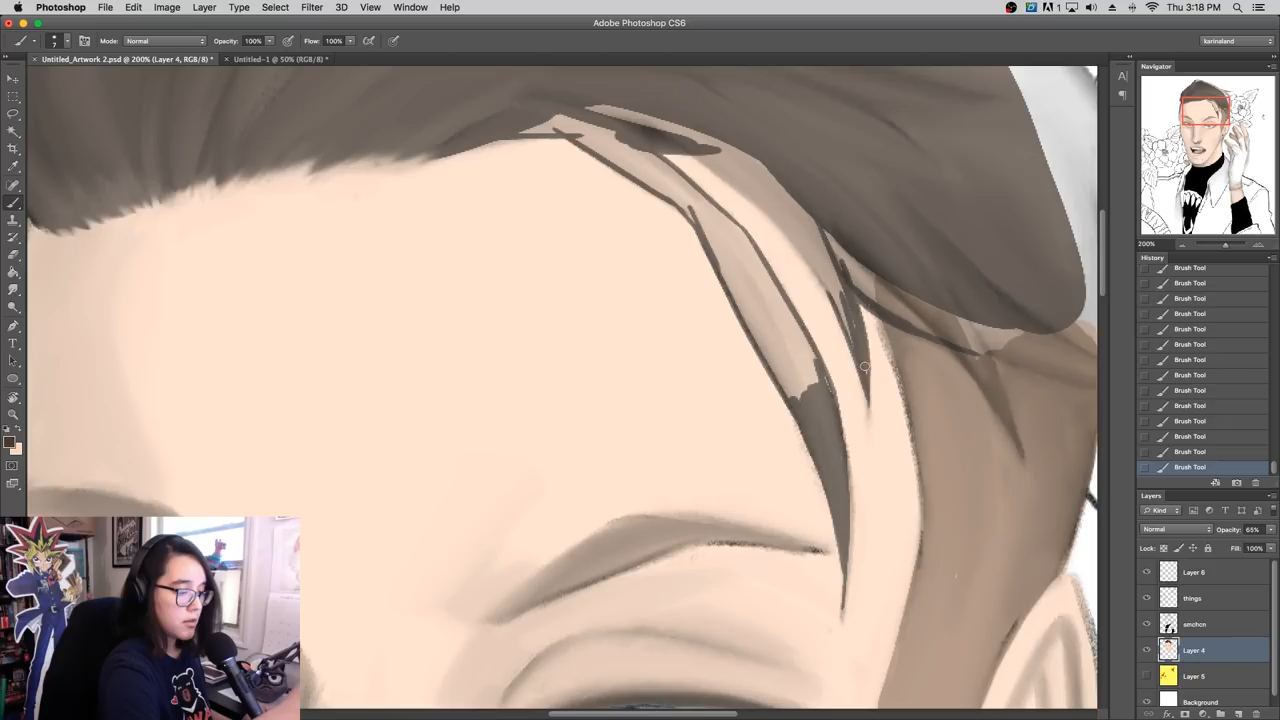 Photoshop File Edit Image Layer Type Select Filter 3D View Window Help
1 Thu 3:18 PM
Adobe Photoshop CS6
7 Mode: Normal Opacity: 100% Flow: 100% karinaland
Untitled_Artwork 2.psd @ 200% (Layer 4, RGB/8) * Untitled-1 @ 50% (RGB/8) *
Navigator
200%
History
Brush Tool
Brush Tool
Brush Tool
Brush Tool
Brush Tool
Brush Tool
Brush Tool
Brush Tool
Brush Tool
Brush Tool
Brush Tool
Brush Tool
Brush Tool
Brush Tool
Layers
Kind
Normal Opacity: 65%
Lock: Fill: 100%
Layer 6
things
smchcn
Layer 4
Layer 5
Background